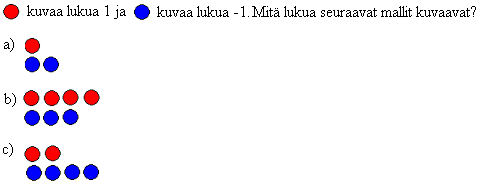 kuvaa lukua 1 ja kuvaa lukua -1. Mitä lukua seuraavat mallit kuvaavat?
a)
b)
c)